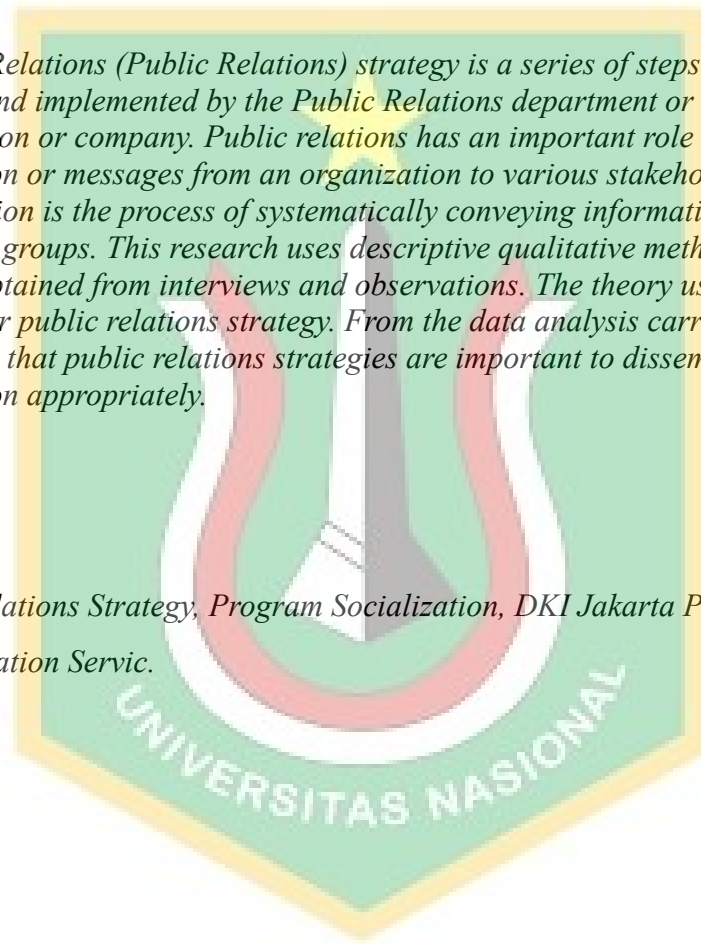 Relations (Public Relations) strategy is a series of steps
nd implemented by the Public Relations department or
on or company. Public relations has an important role
on or messages from an organization to various stakeho
ion is the process of systematically conveying informati
groups. This research uses descriptive qualitative meth
btained from interviews and observations. The theory us
r public relations strategy. From the data analysis carr
that public relations strategies are important to dissem
on appropriately.
lations Strategy, Program Socialization, DKI Jakarta P
ation Servic.
UNIVERSITAS NASIONAL